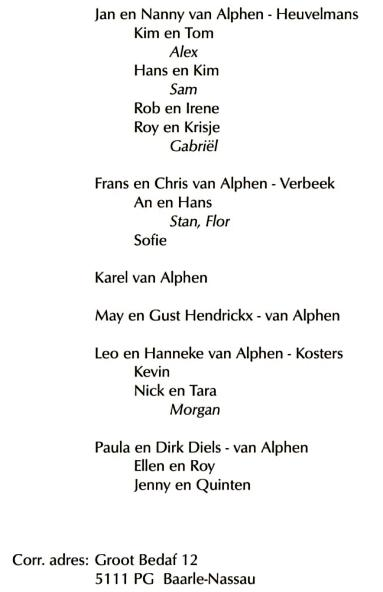 Jan en Nanny van Alphen - Heuvelmans
Kim en Tom
Alex
Hans en Kim
Sam
Rob en Irene
Roy en Krisje
Gabriël
Frans en Chris van Alphen - Verbeek
An en Hans
Stan, Flor
Sofie
Karel van Alphen
May en Gust Hendrickx - van Alphen
Leo en Hanneke van Alphen - Kosters
Kevin
Nick en Tara
Morgan
Paula en Dirk Diels - van Alphen
Ellen en Roy
Jenny en Quinten
Corr. adres: Groot Bedaf 12
5111 PG Baarle-Nassau